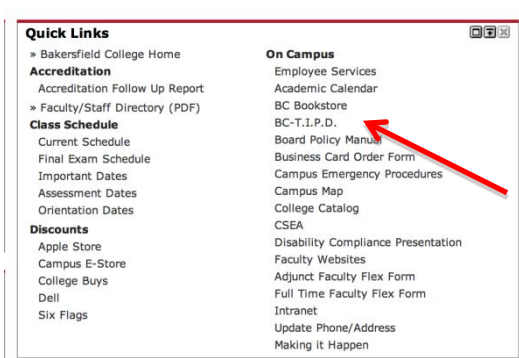 Quick Links
» Bakersfield College Home
Accreditation
Accreditation Follow Up Report
» Faculty/Staff Directory (PDF)
Class Schedule
Current Schedule
Final Exam Schedule
Important Dates
Assessment Dates
Orientation Dates
Discounts
Apple Store
Campus E-Store
College Buys
Dell
Six Flags
On Campus
Employee Services
Academic Calendar
BC Bookstore
BC-T.I.P.D.
Board Policy Manual
Business Card Order Form
Campus Emergency Procedures
Campus Map
College Catalog
CSEA
Disability Compliance Presentation
Faculty Websites
Adjunct Faculty Flex Form
Full Time Faculty Flex Form
Intranet
Update Phone/Address
Making it Happen